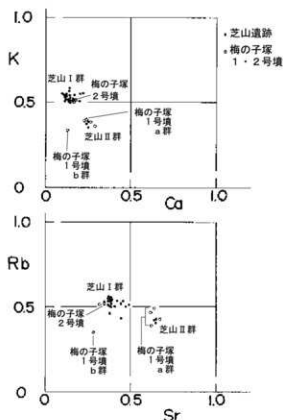 • 芝山遺跡
○ 梅の子塚
1・2号墳
1.0
K
芝山Ⅰ群
梅の子塚
2号墳
0.5
梅の子塚
1号墳
a群
芝山Ⅱ群
梅の子塚
1号墳
b群
0
0
0.5
1.0
Ca
1.0
Rb
芝山Ⅰ群
0.5
梅の子塚
2号墳
芝山Ⅱ群
梅の子塚
1号墳
b群
梅の子塚
1号墳
a群
0
0
0.5
1.0
Sr